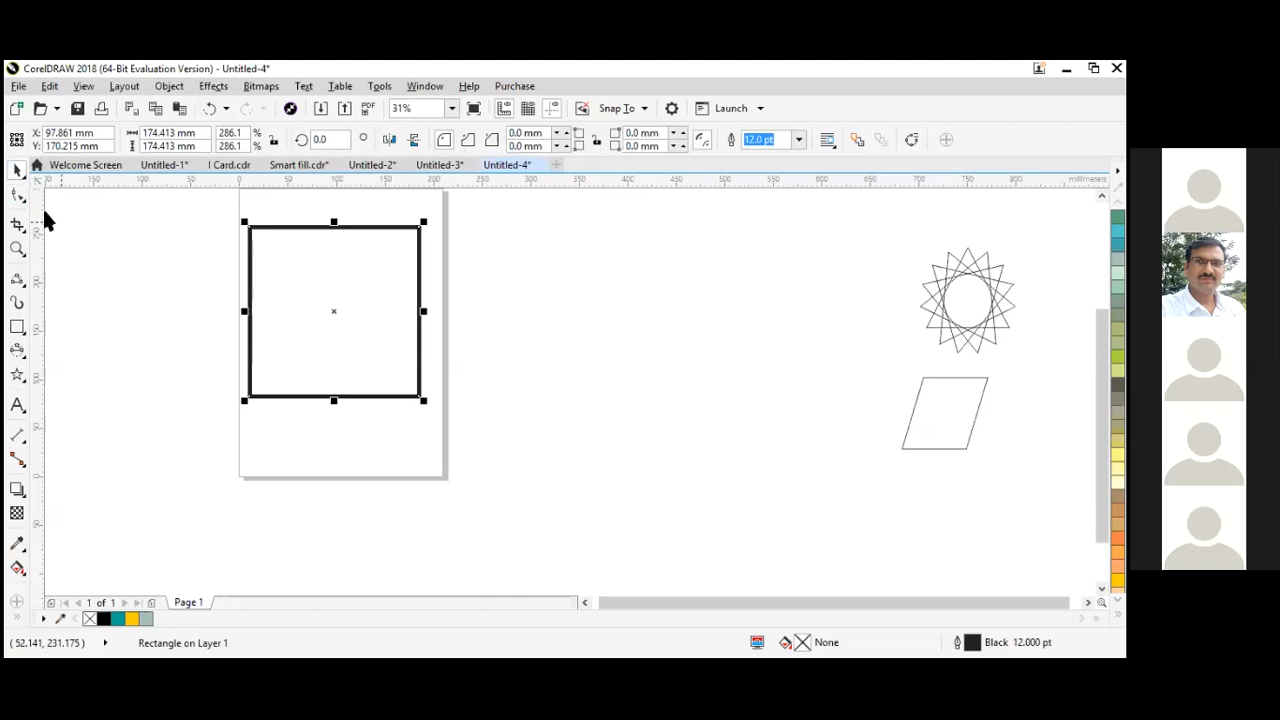 CorelDRAW 2018 (64-Bit Evaluation Version) - Untitled-4*
File Edit View Layout Object Effects Bitmaps Text Table Tools Window Help Purchase
31% PDF Snap To Launch
X: 97.861 mm 174.413 mm 286.1 % 0.0 0.0 mm 0.0 mm 12.0 pt
Y: 170.215 mm 174.413 mm 286.1 % 0.0 mm 0.0 mm
Welcome Screen Untitled-1* I Card.cdr Smart fill.cdr* Untitled-2* Untitled-3* Untitled-4*
150 100 50 0 50 100 150 200 250 300 350 400 450 500 550 600 650 700 750 800 millimeters
1 of 1 Page 1
( 52.141, 231.175 ) Rectangle on Layer 1 None Black 12.000 pt